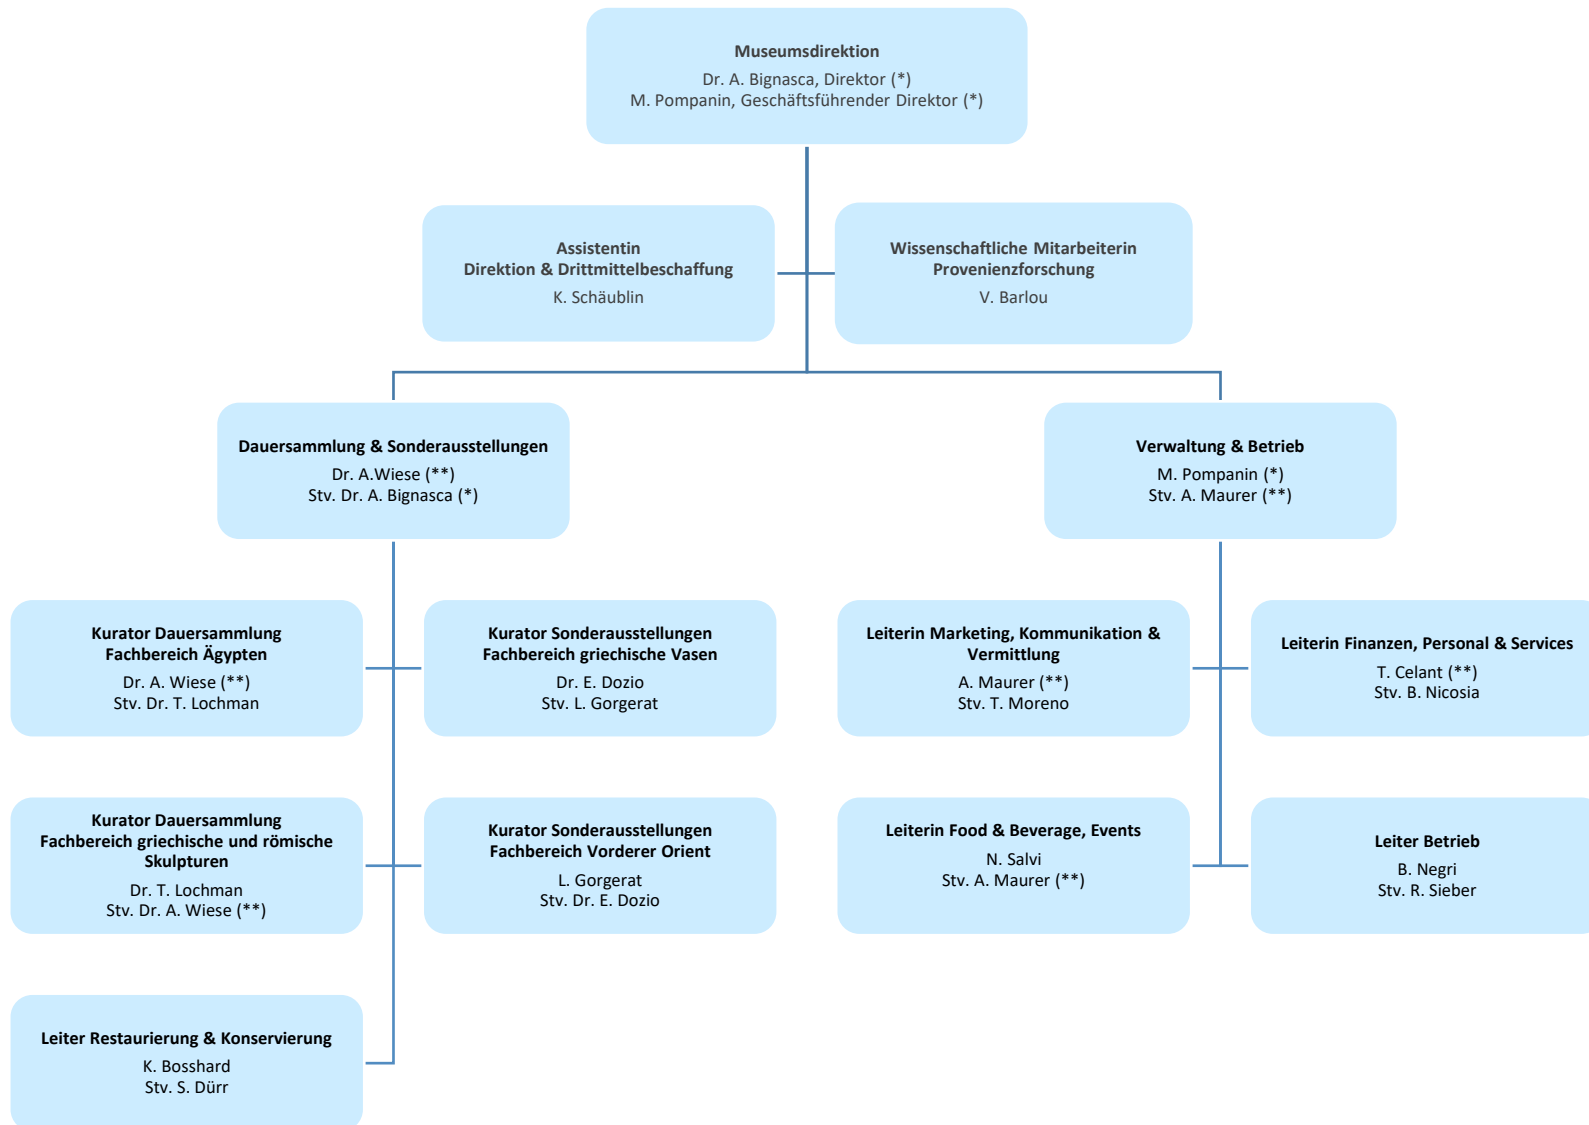 Museumsdirektion
Dr. A. Bignasca, Direktor (*)
M. Pompanin, Geschäftsführender Direktor (*)
Assistentin
Direktion & Drittmittelbeschaffung
K. Schäublin
Wissenschaftliche Mitarbeiterin
Provenienzforschung
V. Barlou
Dauersammlung & Sonderausstellungen
Dr. A.Wiese (**)
Stv. Dr. A. Bignasca (*)
Verwaltung & Betrieb
M. Pompanin (*)
Stv. A. Maurer (**)
Kurator Dauersammlung
Fachbereich Ägypten
Dr. A. Wiese (**)
Stv. Dr. T. Lochman
Kurator Sonderausstellungen
Fachbereich griechische Vasen
Dr. E. Dozio
Stv. L. Gorgerat
Leiterin Marketing, Kommunikation &
Vermittlung
A. Maurer (**)
Stv. T. Moreno
Leiterin Finanzen, Personal & Services
T. Celant (**)
Stv. B. Nicosia
Kurator Dauersammlung
Fachbereich griechische und römische
Skulpturen
Dr. T. Lochman
Stv. Dr. A. Wiese (**)
Kurator Sonderausstellungen
Fachbereich Vorderer Orient
L. Gorgerat
Stv. Dr. E. Dozio
Leiterin Food & Beverage, Events
N. Salvi
Stv. A. Maurer (**)
Leiter Betrieb
B. Negri
Stv. R. Sieber
Leiter Restaurierung & Konservierung
K. Bosshard
Stv. S. Dürr